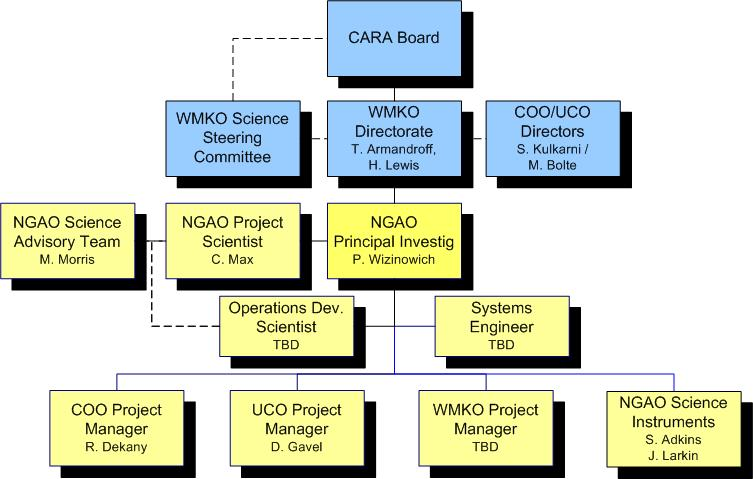 CARA Board
WMKO Science
Steering
Committee
WMKO
Directorate
T. Armandroff,
H. Lewis
COO/UCO
Directors
S. Kulkarni /
M. Bolte
NGAO Science
Advisory Team
M. Morris
NGAO Project
Scientist
C. Max
NGAO
Principal Investig
P. Wizinowich
Operations Dev.
Scientist
TBD
Systems
Engineer
TBD
COO Project
Manager
R. Dekany
UCO Project
Manager
D. Gavel
WMKO Project
Manager
TBD
NGAO Science
Instruments
S. Adkins
J. Larkin